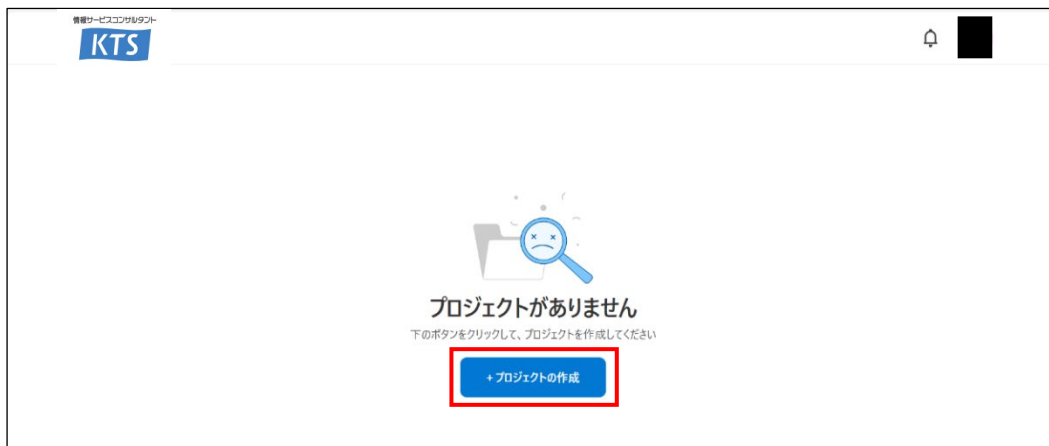 情報サービスコンサルタント
KTS
プロジェクトがありません
下のボタンをクリックして、プロジェクトを作成してください
+プロジェクトの作成